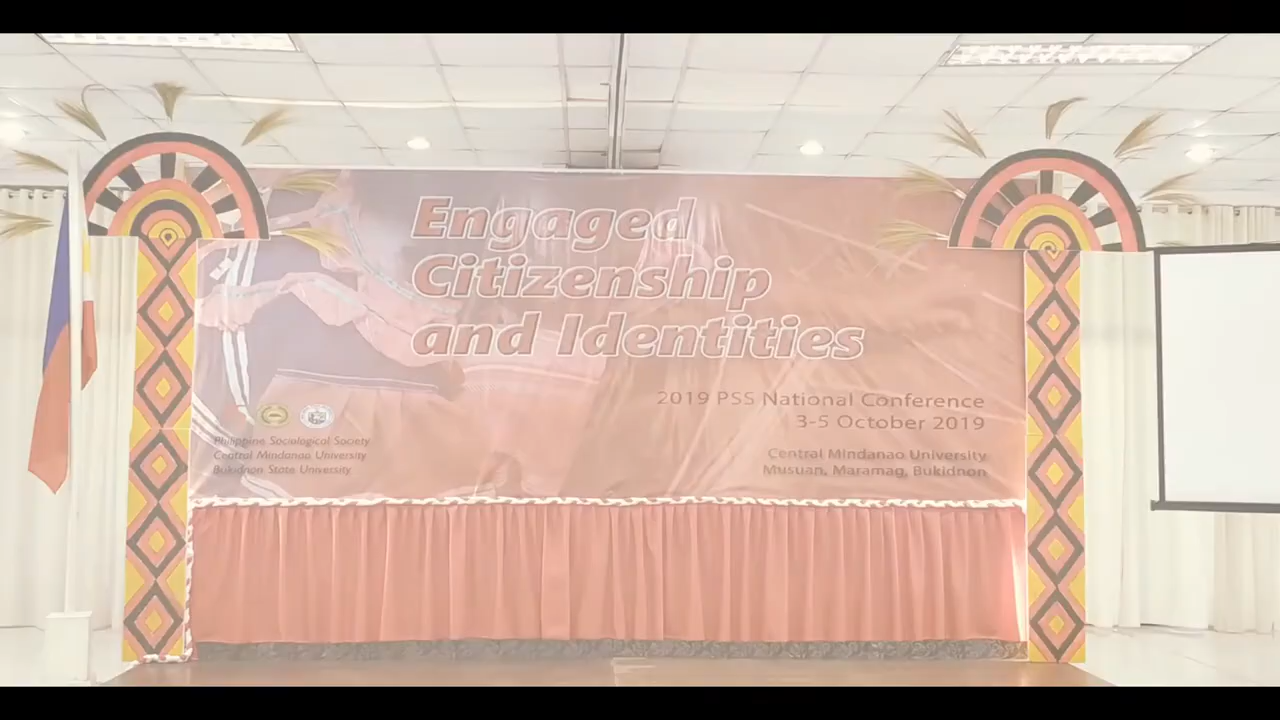 Engaged
Citizenship
and Identities
2019 PSS National Conference
3-5 October 2019
Philippine Sociological Society
Central Mindanao University
Bukidnon State University
Central Mindanao University
Musuan, Maramag, Bukidnon